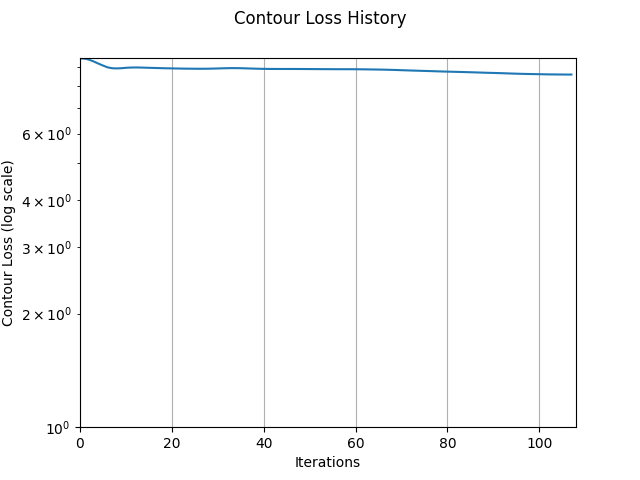 Contour Loss History
Contour Loss (log scale)
6 × 10⁰
4 × 10⁰
3 × 10⁰
2 × 10⁰
10⁰
0 20 40 60 80 100
Iterations